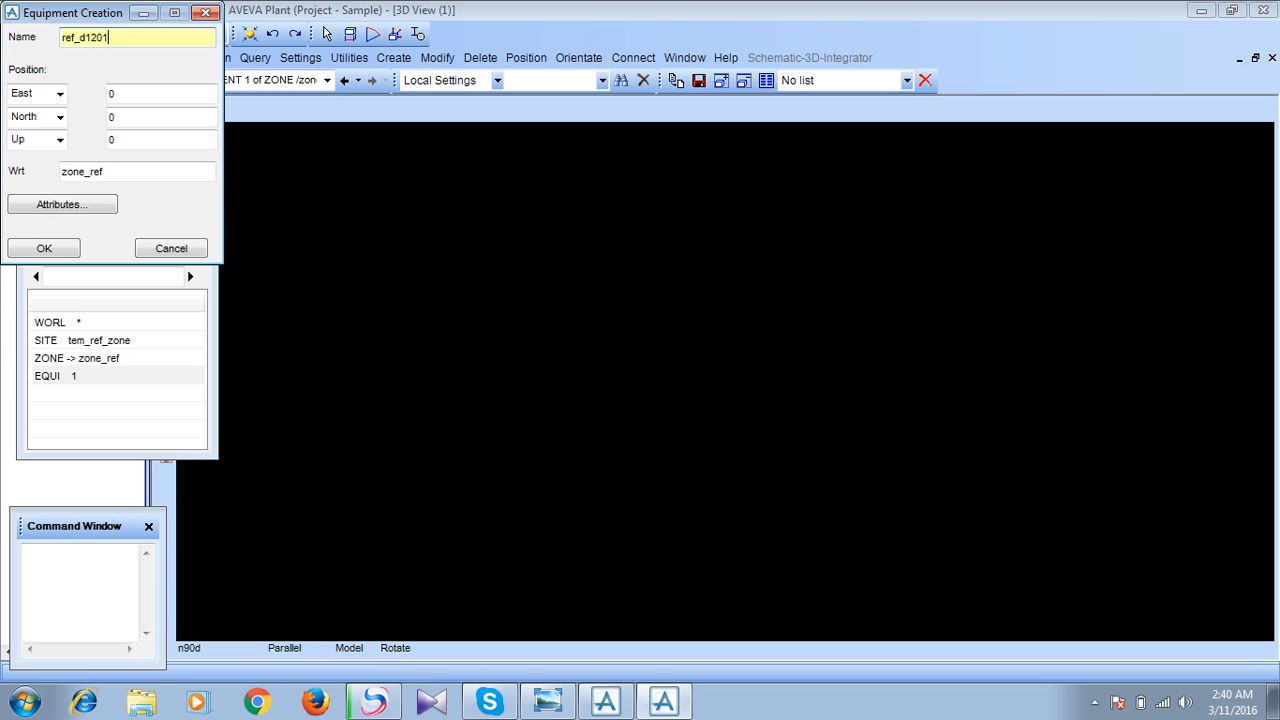 Equipment Creation
AVEVA Plant (Project - Sample) - [3D View (1)]
Name ref_d1201
Position:
East 0
North 0
Up 0
Wrt zone_ref
Attributes...
OK Cancel
Query Settings Utilities Create Modify Delete Position Orientate Connect Window Help Schematic-3D-Integrator
ENT 1 of ZONE /zon Local Settings No list
WORL *
SITE tem_ref_zone
ZONE -> zone_ref
EQUI 1
Command Window
n90d Parallel Model Rotate
2:40 AM
3/11/2016